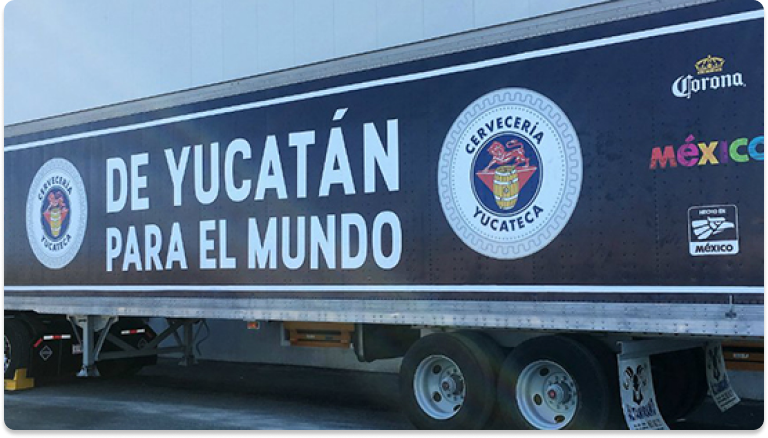 CERVECERÍA
YUCATECA
DE YUCATÁN
PARA EL MUNDO
CERVECERÍA
YUCATECA
Corona
MéXICO
HECHO EN
MÉXICO